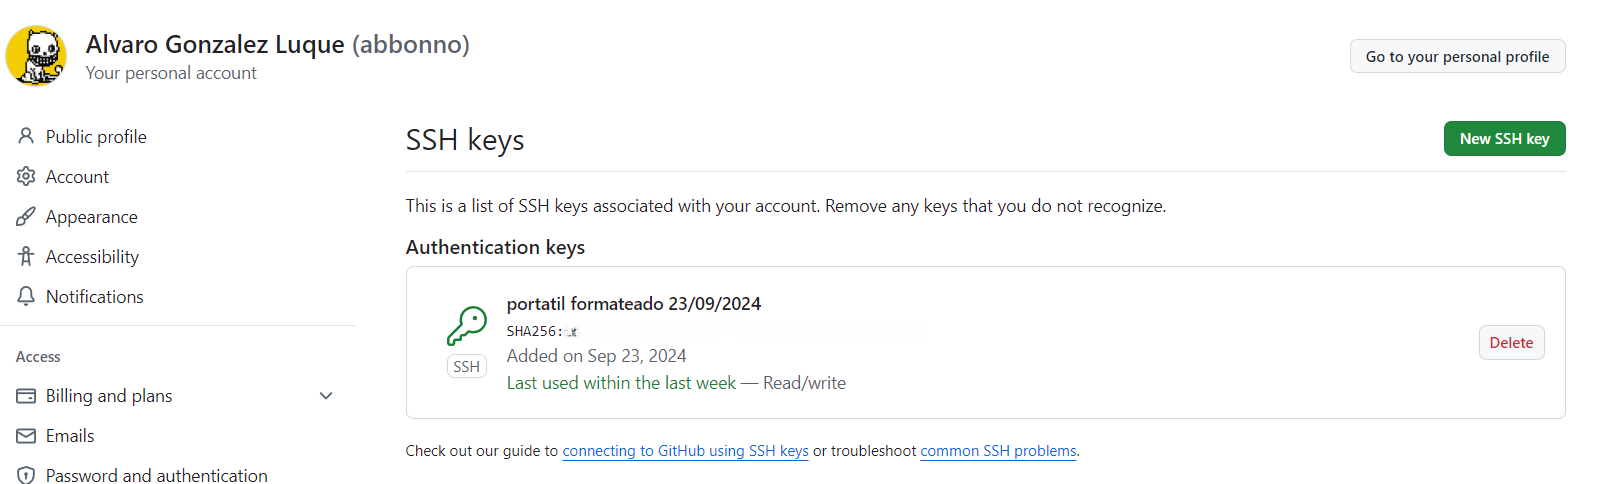 Alvaro Gonzalez Luque (abbonno)
Your personal account
Go to your personal profile
Public profile
Account
Appearance
Accessibility
Notifications
Access
Billing and plans
Emails
Password and authentication
SSH keys
New SSH key
This is a list of SSH keys associated with your account. Remove any keys that you do not recognize.
Authentication keys
SSH
portatil formateado 23/09/2024
SHA256:
Added on Sep 23, 2024
Last used within the last week — Read/write
Delete
Check out our guide to connecting to GitHub using SSH keys or troubleshoot common SSH problems.